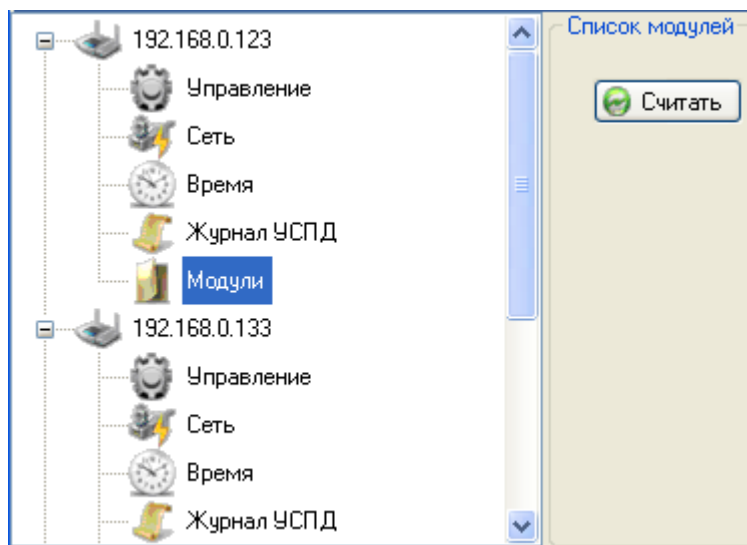 192.168.0.123
Управление
Сеть
Время
Журнал УСПД
Модули
192.168.0.133
Управление
Сеть
Время
Журнал УСПД
Список модулей
Считать